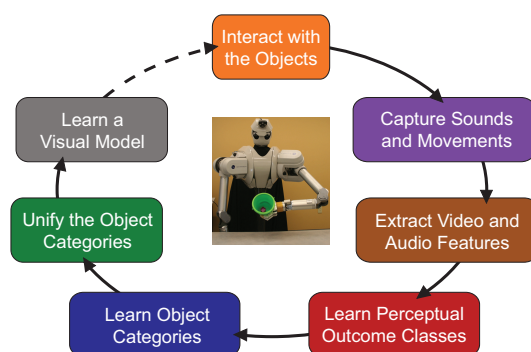 Interact with
the Objects
Capture Sounds
and Movements
Extract Video and
Audio Features
Learn Perceptual
Outcome Classes
Learn Object
Categories
Unify the Object
Categories
Learn a
Visual Model